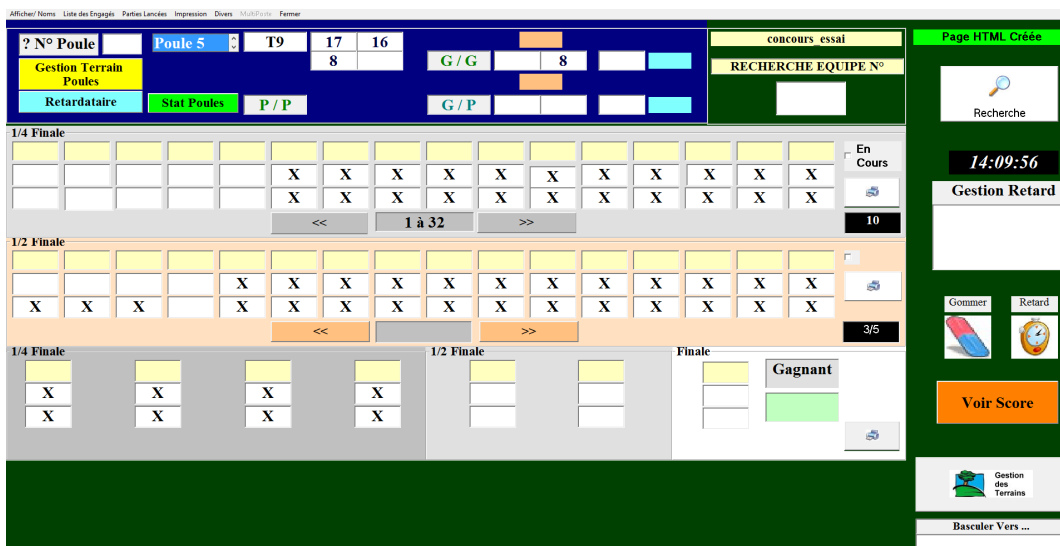 Afficher/ Noms Liste des Engagés Parties Lancées Impression Divers MultiPoste Fermer
? N° Poule Poule 5 T9 17 16
8
G / G 8
Gestion Terrain
Poules
Retardataire Stat Poules P / P G / P
concours_essai
RECHERCHE EQUIPE N°
Page HTML Créée
Recherche
14:09:56
Gestion Retard
1/4 Finale
En
Cours
X X X X X X X X X X X
X X X X X X X X X X X
<< 1 à 32 >> 10
1/2 Finale
X X X X X X X X X X X X
X X X X X X X X X X X X X X X
<< >> 3/5
Gommer Retard
1/4 Finale 1/2 Finale Finale
Gagnant
X X X X
X X X X
Voir Score
Gestion
des
Terrains
Basculer Vers ...